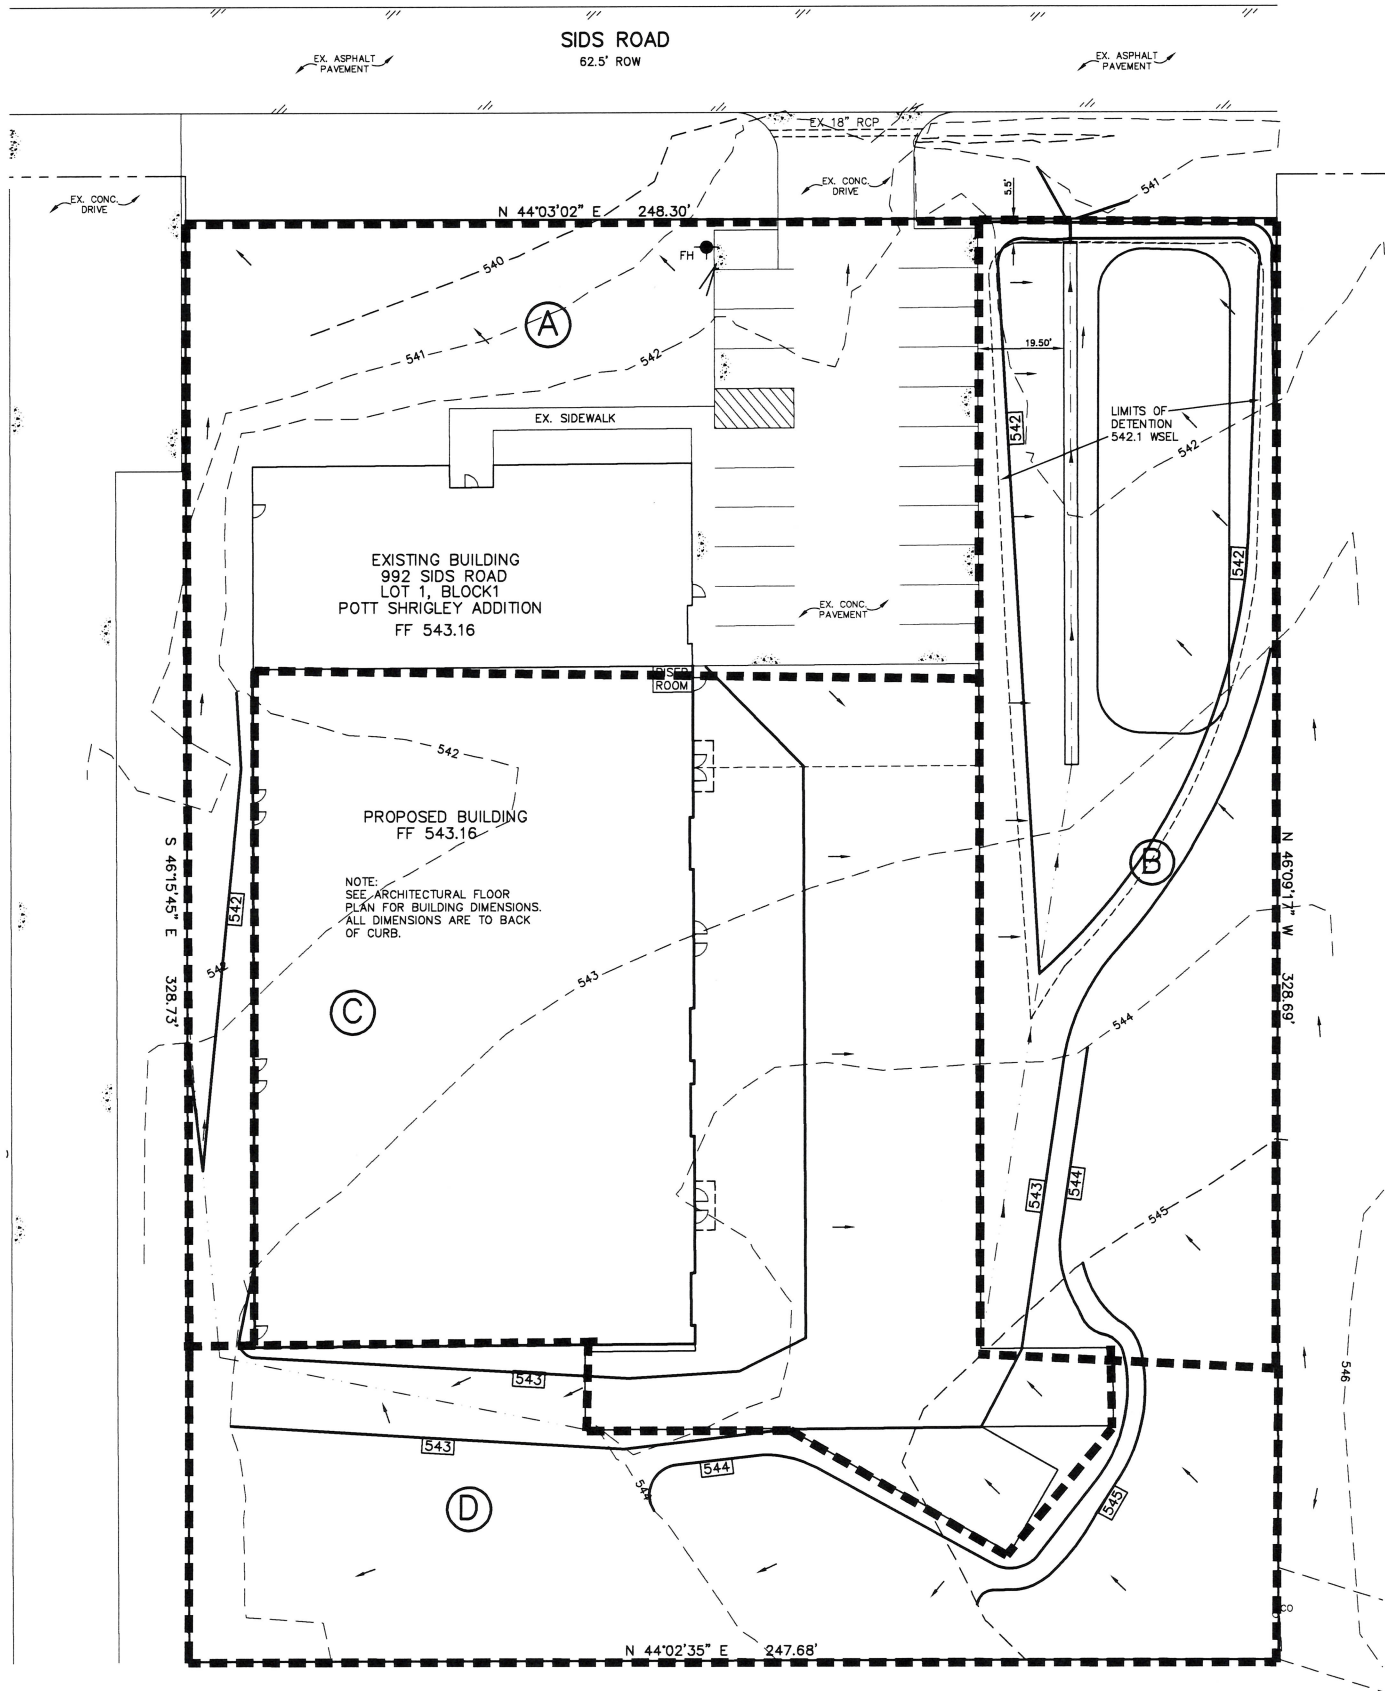 SIDS ROAD
62.5' ROW
EX. ASPHALT
PAVEMENT
EX. ASPHALT
PAVEMENT
EX 18" RCP
EX. CONC.
DRIVE
EX. CONC.
DRIVE
541
5.5'
N 44°03'02" E 248.30'
FH
540
A
541
542
19.50'
LIMITS OF
DETENTION
542.1 WSEL
542
542
EX. SIDEWALK
EXISTING BUILDING
992 SIDS ROAD
LOT 1, BLOCK1
POTT SHRIGLEY ADDITION
FF 543.16
542
EX. CONC.
PAVEMENT
RISER
ROOM
542
PROPOSED BUILDING
FF 543.16
NOTE:
SEE ARCHITECTURAL FLOOR
PLAN FOR BUILDING DIMENSIONS.
ALL DIMENSIONS ARE TO BACK
OF CURB.
S 46°15'45" E 328.73'
542
542
B
N 46°09'17" W 328.69'
543
C
544
543
544
545
546
543
543
544
544
545
D
CO
N 44°02'35" E 247.68'